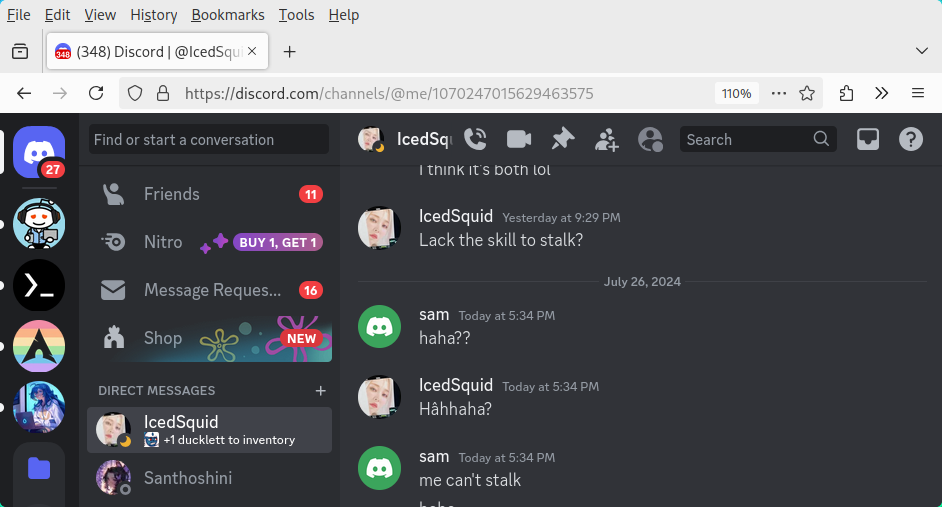 File Edit View History Bookmarks Tools Help
348
(348) Discord | @IcedSqu
https://discord.com/channels/@me/1070247015629463575
110%
27
Find or start a conversation
IcedSq
Search
Friends
11
Nitro
BUY 1, GET 1
Message Reques...
16
Shop
NEW
DIRECT MESSAGES
IcedSquid
+1 ducklett to inventory
Santhoshini
I think it's both lol
IcedSquid Yesterday at 9:29 PM
Lack the skill to stalk?
July 26, 2024
sam Today at 5:34 PM
haha??
IcedSquid Today at 5:34 PM
Hâhhaha?
sam Today at 5:34 PM
me can't stalk